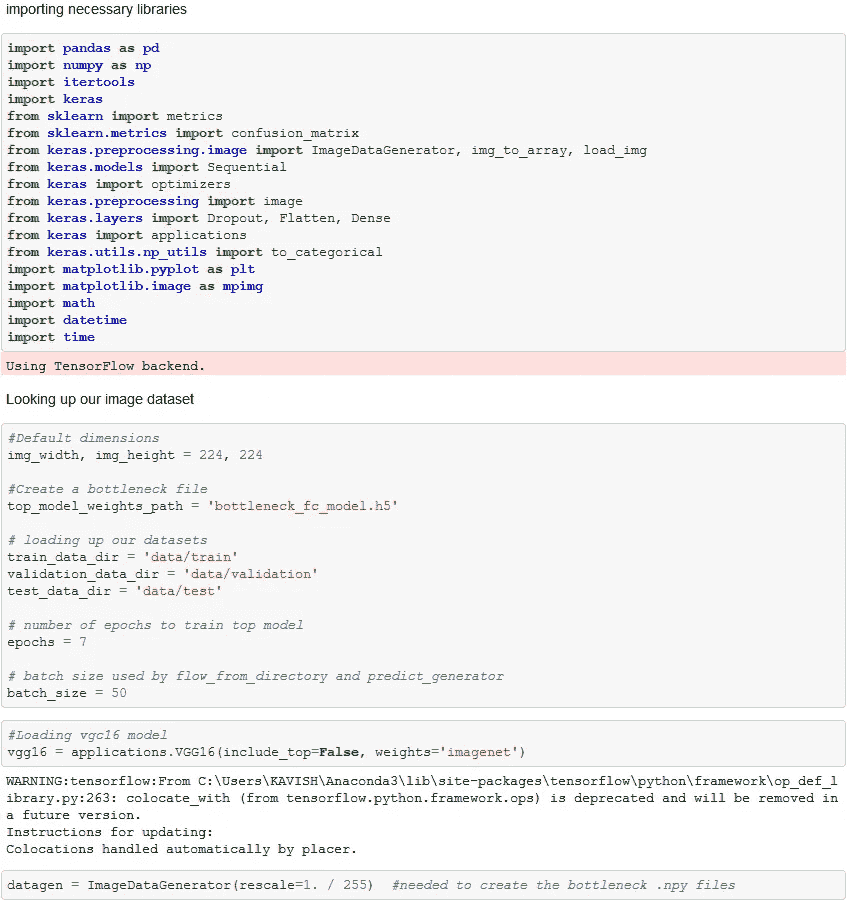 importing necessary libraries
import pandas as pd
import numpy as np
import itertools
import keras
from sklearn import metrics
from sklearn.metrics import confusion_matrix
from keras.preprocessing.image import ImageDataGenerator, img_to_array, load_img
from keras.models import Sequential
from keras import optimizers
from keras.preprocessing import image
from keras.layers import Dropout, Flatten, Dense
from keras import applications
from keras.utils.np_utils import to_categorical
import matplotlib.pyplot as plt
import matplotlib.image as mpimg
import math
import datetime
import time
Using TensorFlow backend.
Looking up our image dataset
#Default dimensions
img_width, img_height = 224, 224
#Create a bottleneck file
top_model_weights_path = 'bottleneck_fc_model.h5'
# loading up our datasets
train_data_dir = 'data/train'
validation_data_dir = 'data/validation'
test_data_dir = 'data/test'
# number of epochs to train top model
epochs = 7
# batch size used by flow_from_directory and predict_generator
batch_size = 50
#Loading vgc16 model
vgg16 = applications.VGG16(include_top=False, weights='imagenet')
WARNING:tensorflow:From C:\Users\KAVISH\Anaconda3\lib\site-packages\tensorflow\python\framework\op_def_l
ibrary.py:263: colocate_with (from tensorflow.python.framework.ops) is deprecated and will be removed in
a future version.
Instructions for updating:
Colocations handled automatically by placer.
datagen = ImageDataGenerator(rescale=1. / 255)  #needed to create the bottleneck .npy files